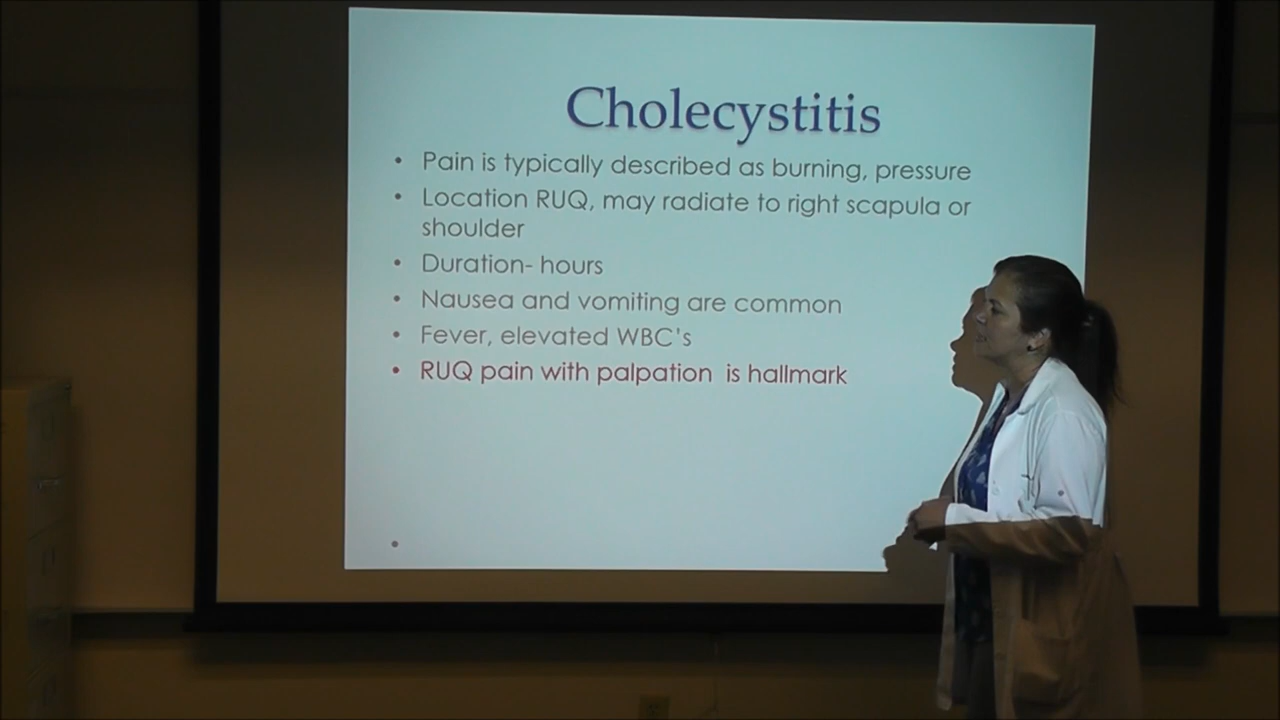 Cholecystitis
• Pain is typically described as burning, pressure
• Location RUQ, may radiate to right scapula or
shoulder
• Duration- hours
• Nausea and vomiting are common
• Fever, elevated WBC's
• RUQ pain with palpation is hallmark
•